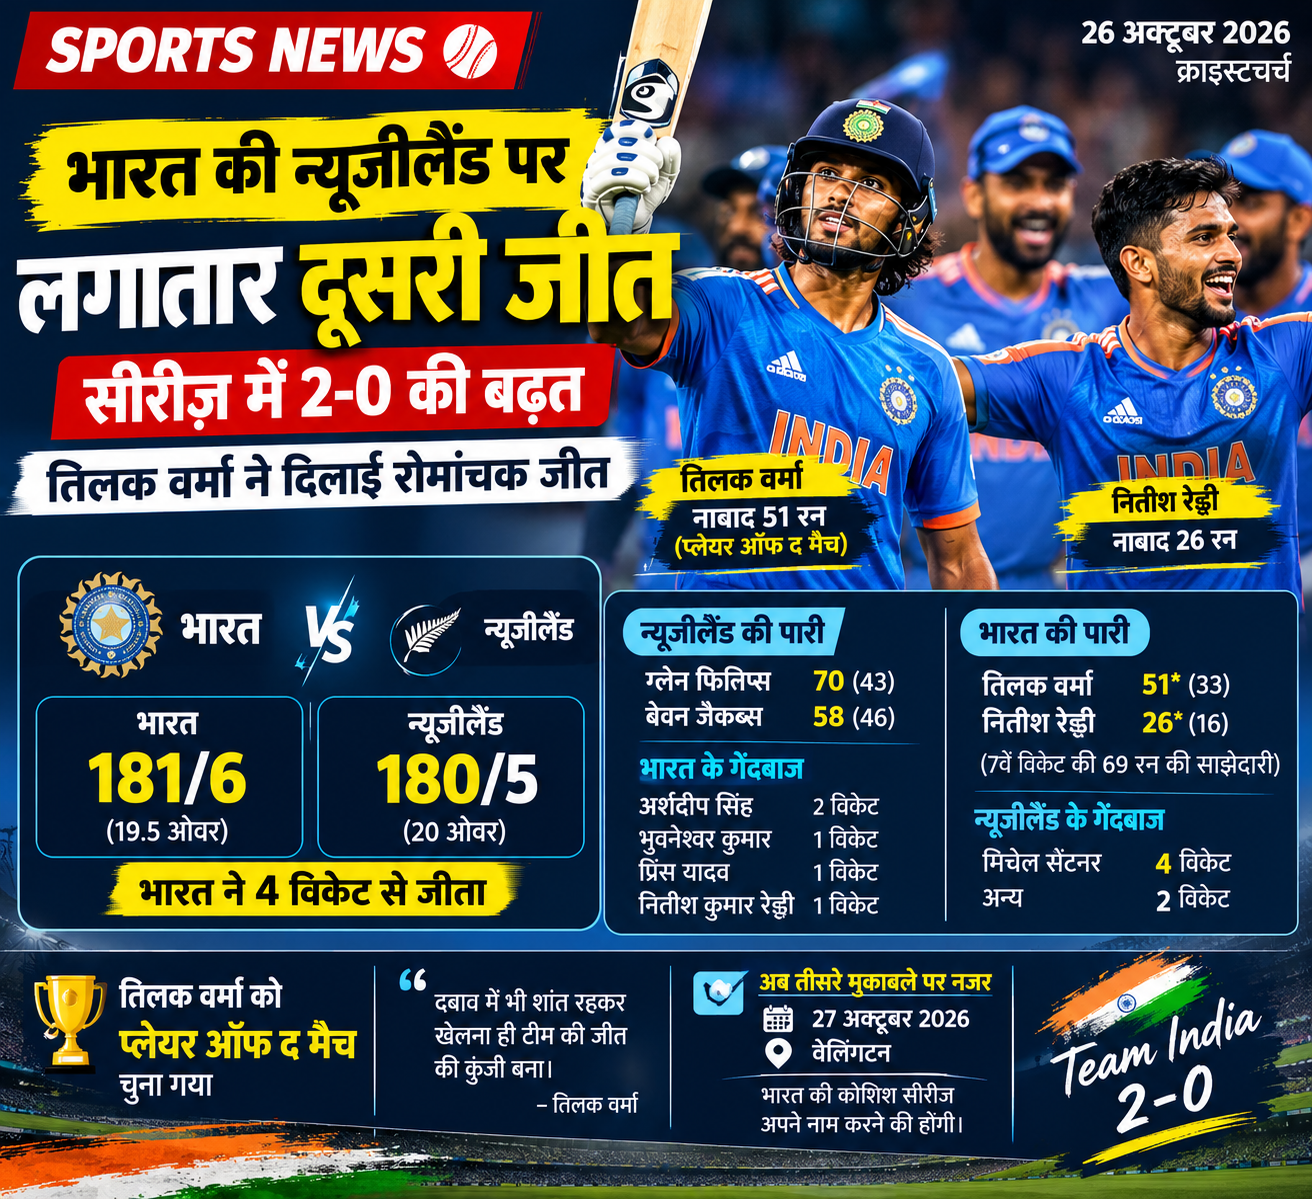 SPORTS NEWS
26 अक्टूबर 2026
क्राइस्टचर्च
भारत की न्यूजीलैंड पर
लगातार दूसरी जीत
सीरीज़ में 2-0 की बढ़त
तिलक वर्मा ने दिलाई रोमांचक जीत
adidas
INDIA
INDIA
तिलक वर्मा
नाबाद 51 रन
(प्लेयर ऑफ द मैच)
नितीश रेड्डी
नाबाद 26 रन
भारत VS न्यूजीलैंड
भारत
181/6
(19.5 ओवर)
न्यूजीलैंड
180/5
(20 ओवर)
भारत ने 4 विकेट से जीता
न्यूजीलैंड की पारी
ग्लेन फिलिप्स 70 (43)
बेवन जैकब्स 58 (46)
भारत के गेंदबाज
अर्शदीप सिंह 2 विकेट
भुवनेश्वर कुमार 1 विकेट
प्रिंस यादव 1 विकेट
नितीश कुमार रेड्डी 1 विकेट
भारत की पारी
तिलक वर्मा 51* (33)
नितीश रेड्डी 26* (16)
(7वें विकेट की 69 रन की साझेदारी)
न्यूजीलैंड के गेंदबाज
मिचेल सेंटनर 4 विकेट
अन्य 2 विकेट
तिलक वर्मा को
प्लेयर ऑफ द मैच
चुना गया
“
दबाव में भी शांत रहकर
खेलना ही टीम की जीत
की कुंजी बना।
– तिलक वर्मा
अब तीसरे मुकाबले पर नजर
27 अक्टूबर 2026
वेलिंगटन
भारत की कोशिश सीरीज
अपने नाम करने की होंगी।
Team India
2-0